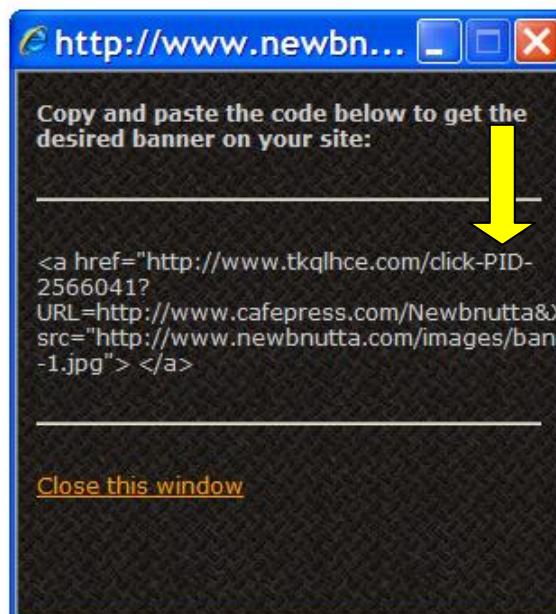 http://www.newbn...
Copy and paste the code below to get the
desired banner on your site:
<a href="http://www.tkqlhce.com/click-PID-
2566041?
URL=http://www.cafepress.com/Newbnutta&X
src="http://www.newbnutta.com/images/ban
-1.jpg"> </a>
Close this window